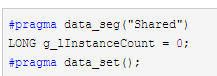 #pragma data_seg("Shared")
LONG g_lInstanceCount = 0;
#pragma data_set();